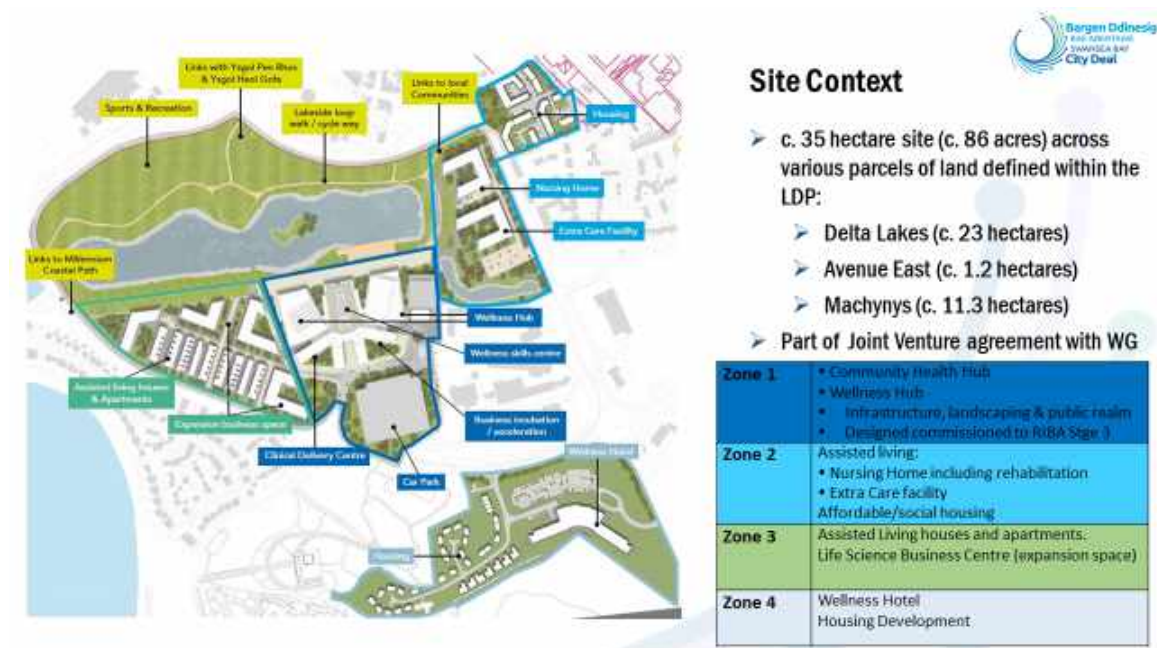 Bargen Ddinesig
BAE ABERTAWE
SWANSEA BAY
City Deal
Site Context
➢ c. 35 hectare site (c. 86 acres) across
various parcels of land defined within the
LDP:
➢ Delta Lakes (c. 23 hectares)
➢ Avenue East (c. 1.2 hectares)
➢ Machynys (c. 11.3 hectares)
➢ Part of Joint Venture agreement with WG
Zone 1
• Community Health Hub
• Wellness Hub
• Infrastructure, landscaping & public realm
• Designed commissioned to RIBA Stge 3
Zone 2
Assisted living:
• Nursing Home including rehabilitation
• Extra Care facility
Affordable/social housing
Zone 3
Assisted Living houses and apartments.
Life Science Business Centre (expansion space)
Zone 4
Wellness Hotel
Housing Development
Links with Ysgol Pen Rhos
& Ysgol Heol Goffa
Sports & Recreation
Lakeside loop
walk / cycle way
Links to local
Communities
Housing
Nursing Home
Extra Care Facility
Links to Millennium
Coastal Path
Wellness Hub
Wellness skills centre
Assisted living houses
& Apartments
Expansion business space
Business incubation
/ acceleration
Clinical Delivery Centre
Car Park
Wellness Hotel
Housing